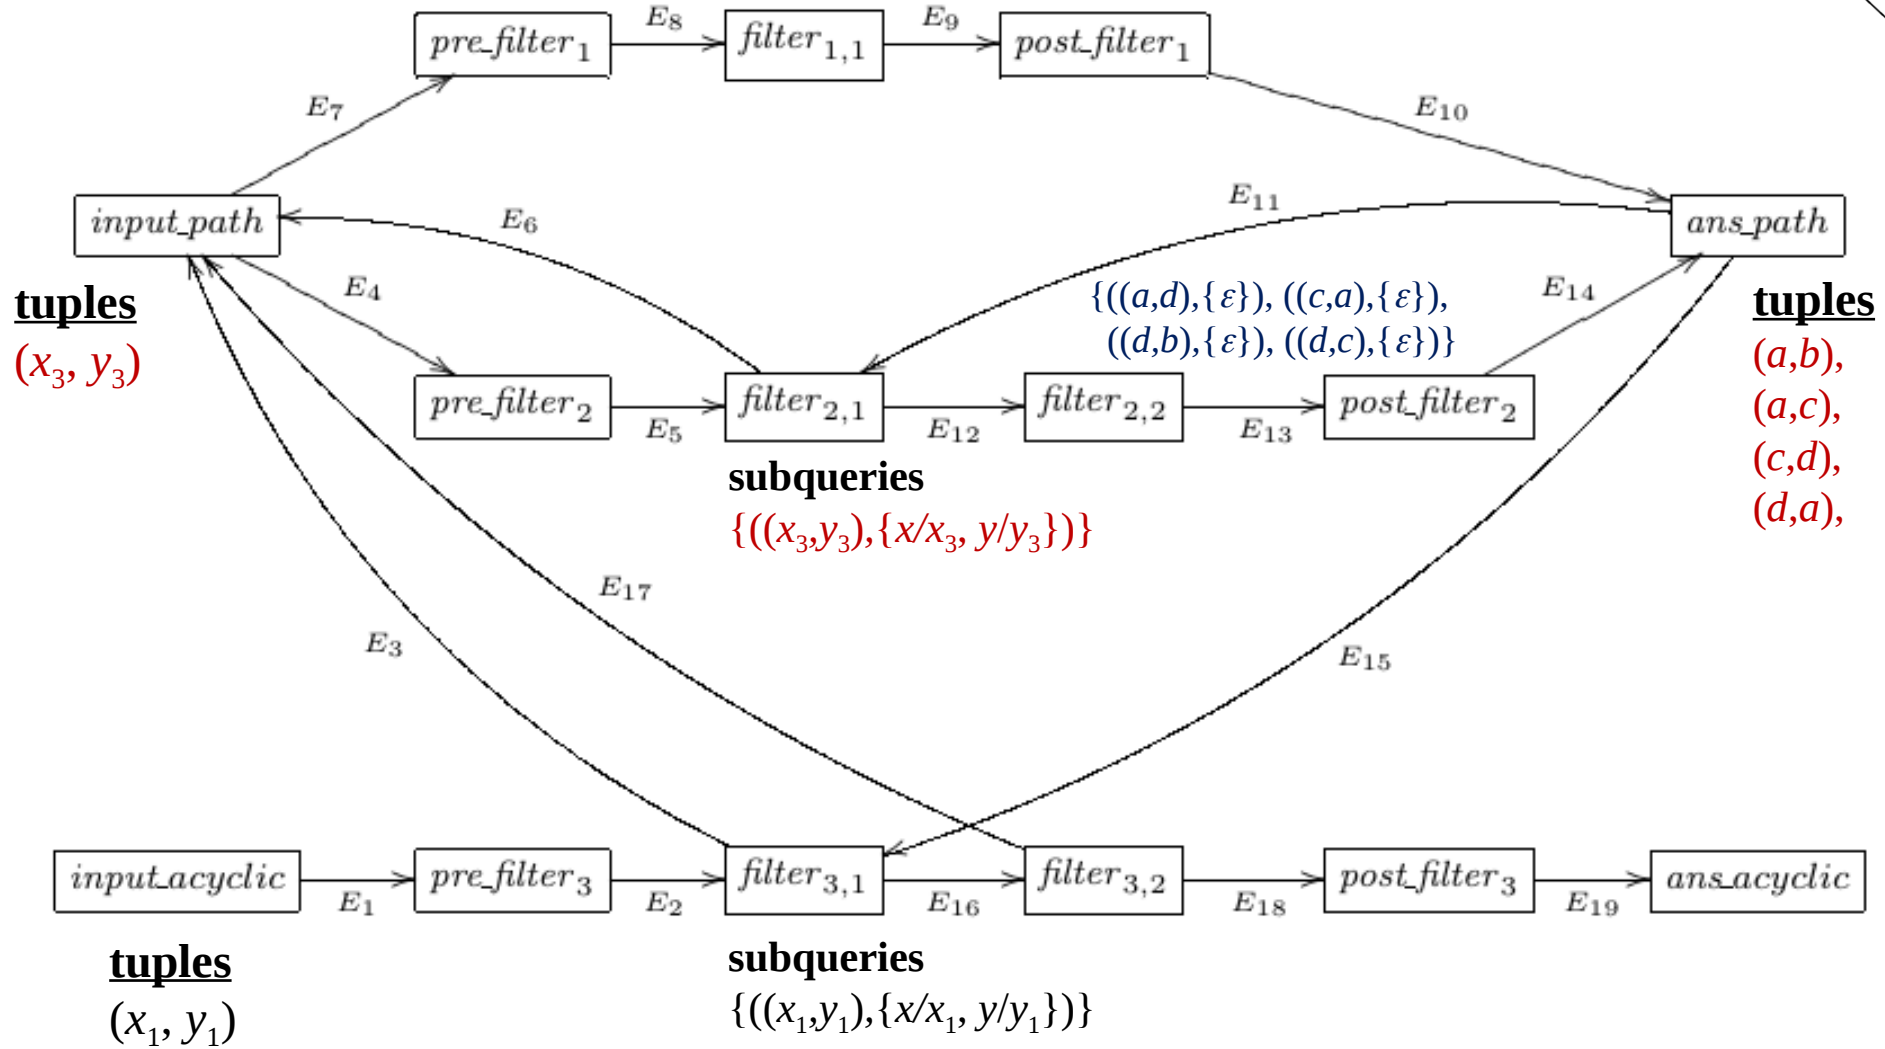 E₈
E₉
pre_filter₁
filter₁,₁
post_filter₁
E₇
E₁₀
E₁₁
input_path
E₆
ans_path
tuples
(x₃, y₃)
E₄
{((a,d),{ε}), ((c,a),{ε}),
((d,b),{ε}), ((d,c),{ε})}
E₁₄
tuples
(a,b),
(a,c),
(c,d),
(d,a),
pre_filter₂
filter₂,₁
filter₂,₂
post_filter₂
E₅
E₁₂
E₁₃
subqueries
{((x₃,y₃),{x/x₃, y/y₃})}
E₁₇
E₃
E₁₅
input_acyclic
pre_filter₃
filter₃,₁
filter₃,₂
post_filter₃
ans_acyclic
E₁
E₂
E₁₆
E₁₈
E₁₉
tuples
(x₁, y₁)
subqueries
{((x₁,y₁),{x/x₁, y/y₁})}